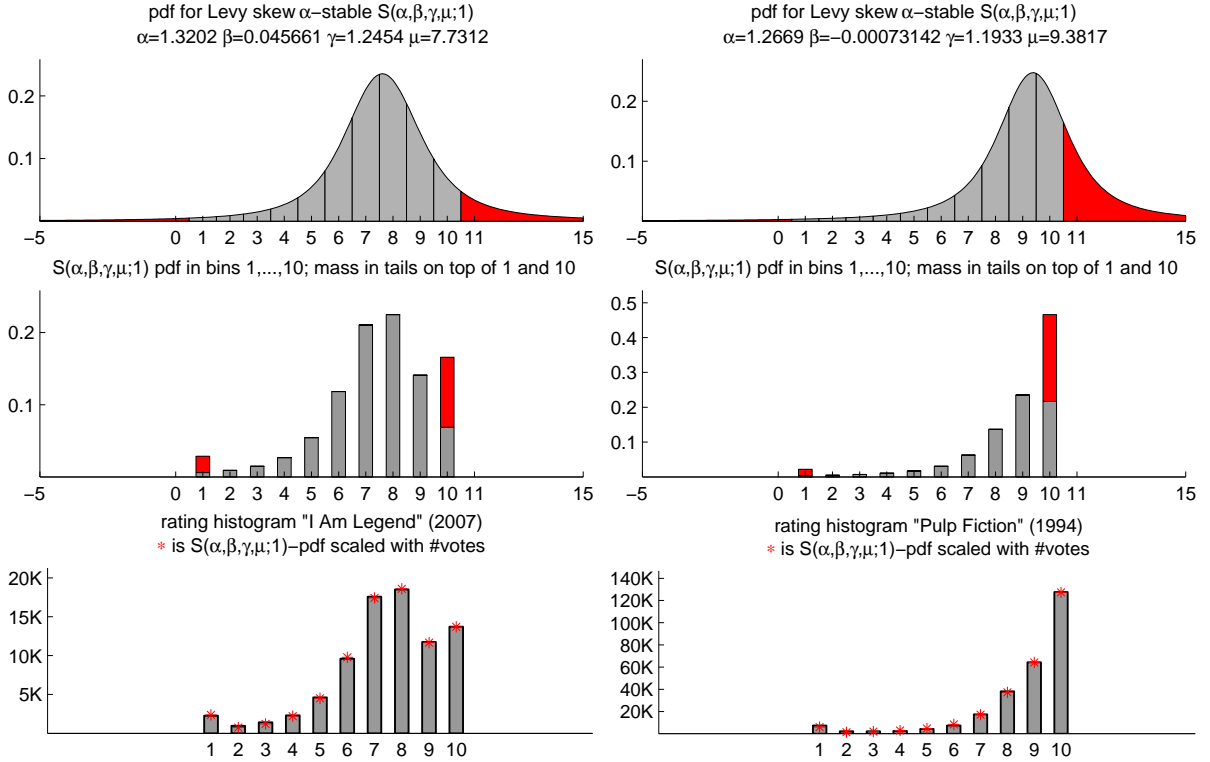 pdf for Levy skew α−stable S(α,β,γ,μ;1)
α=1.3202 β=0.045661 γ=1.2454 μ=7.7312
0.2
0.1
−5 0 1 2 3 4 5 6 7 8 9 10 11 15
S(α,β,γ,μ;1) pdf in bins 1,...,10; mass in tails on top of 1 and 10
0.2
0.1
−5 0 1 2 3 4 5 6 7 8 9 10 11 15
rating histogram "I Am Legend" (2007)
* is S(α,β,γ,μ;1)−pdf scaled with #votes
20K
15K
10K
5K
1 2 3 4 5 6 7 8 9 10
pdf for Levy skew α−stable S(α,β,γ,μ;1)
α=1.2669 β=−0.00073142 γ=1.1933 μ=9.3817
0.2
0.1
−5 0 1 2 3 4 5 6 7 8 9 10 11 15
S(α,β,γ,μ;1) pdf in bins 1,...,10; mass in tails on top of 1 and 10
0.5
0.4
0.3
0.2
0.1
−5 0 1 2 3 4 5 6 7 8 9 10 11 15
rating histogram "Pulp Fiction" (1994)
* is S(α,β,γ,μ;1)−pdf scaled with #votes
140K
120K
100K
80K
60K
40K
20K
1 2 3 4 5 6 7 8 9 10